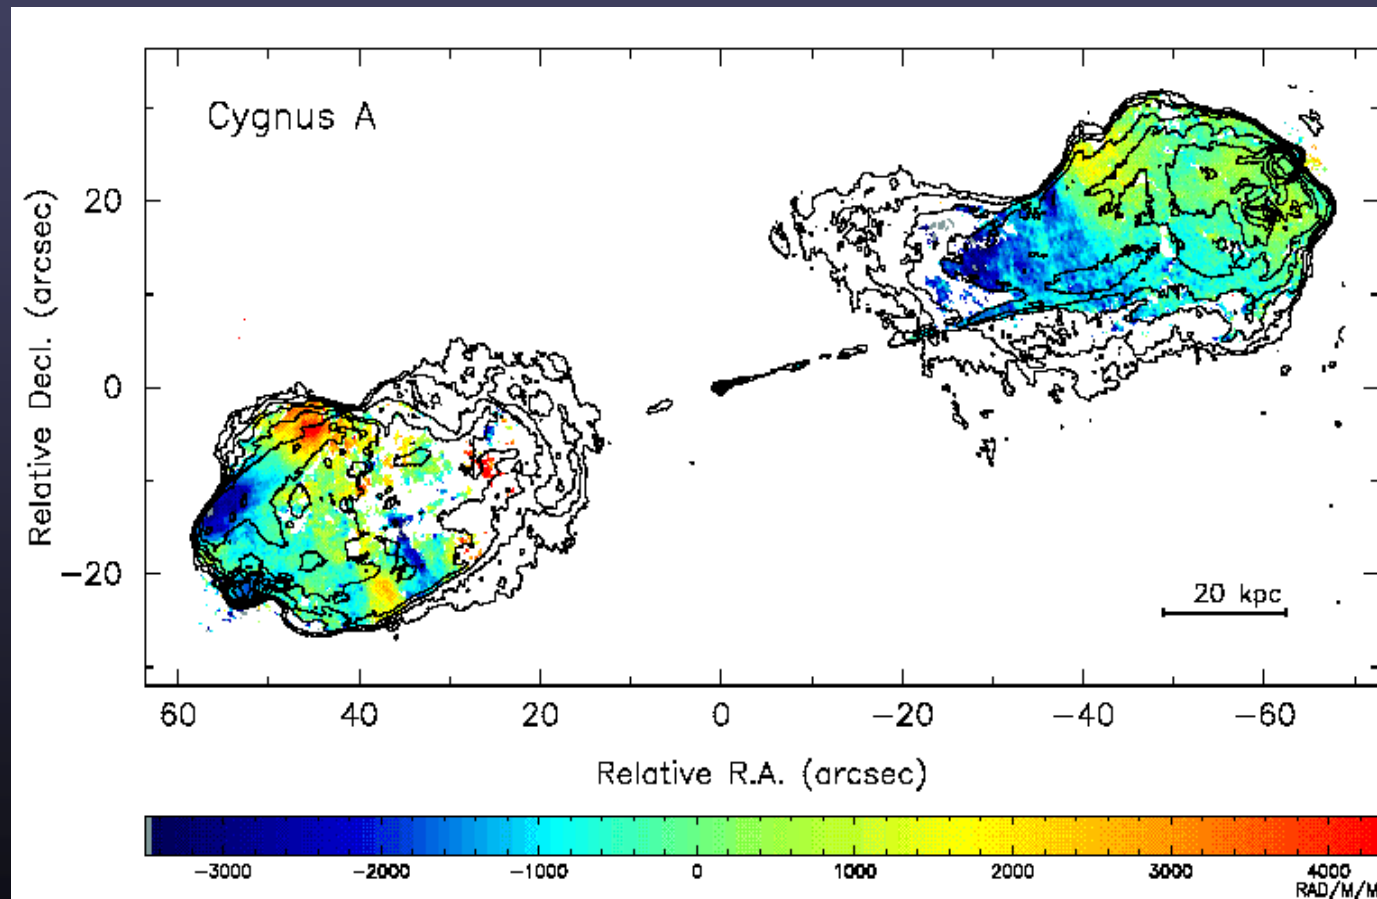 Cygnus A
Relative Decl. (arcsec)
20
0
−20
20 kpc
60 40 20 0 −20 −40 −60
Relative R.A. (arcsec)
−3000 −2000 −1000 0 1000 2000 3000 4000
RAD/M/M